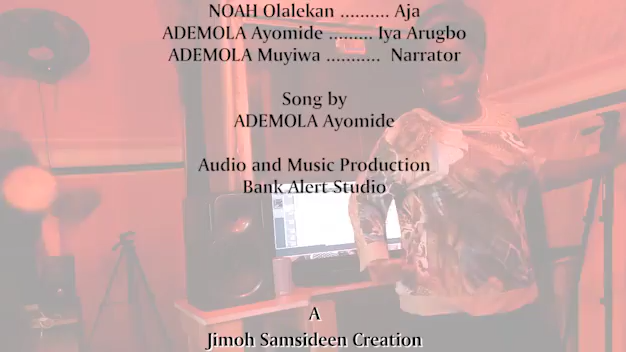 NOAH Olalekan .......... Aja
ADEMOLA Ayomide ......... Iya Arugbo
ADEMOLA Muyiwa ........... Narrator
Song by
ADEMOLA Ayomide
Audio and Music Production
Bank Alert Studio
A
Jimoh Samsideen Creation